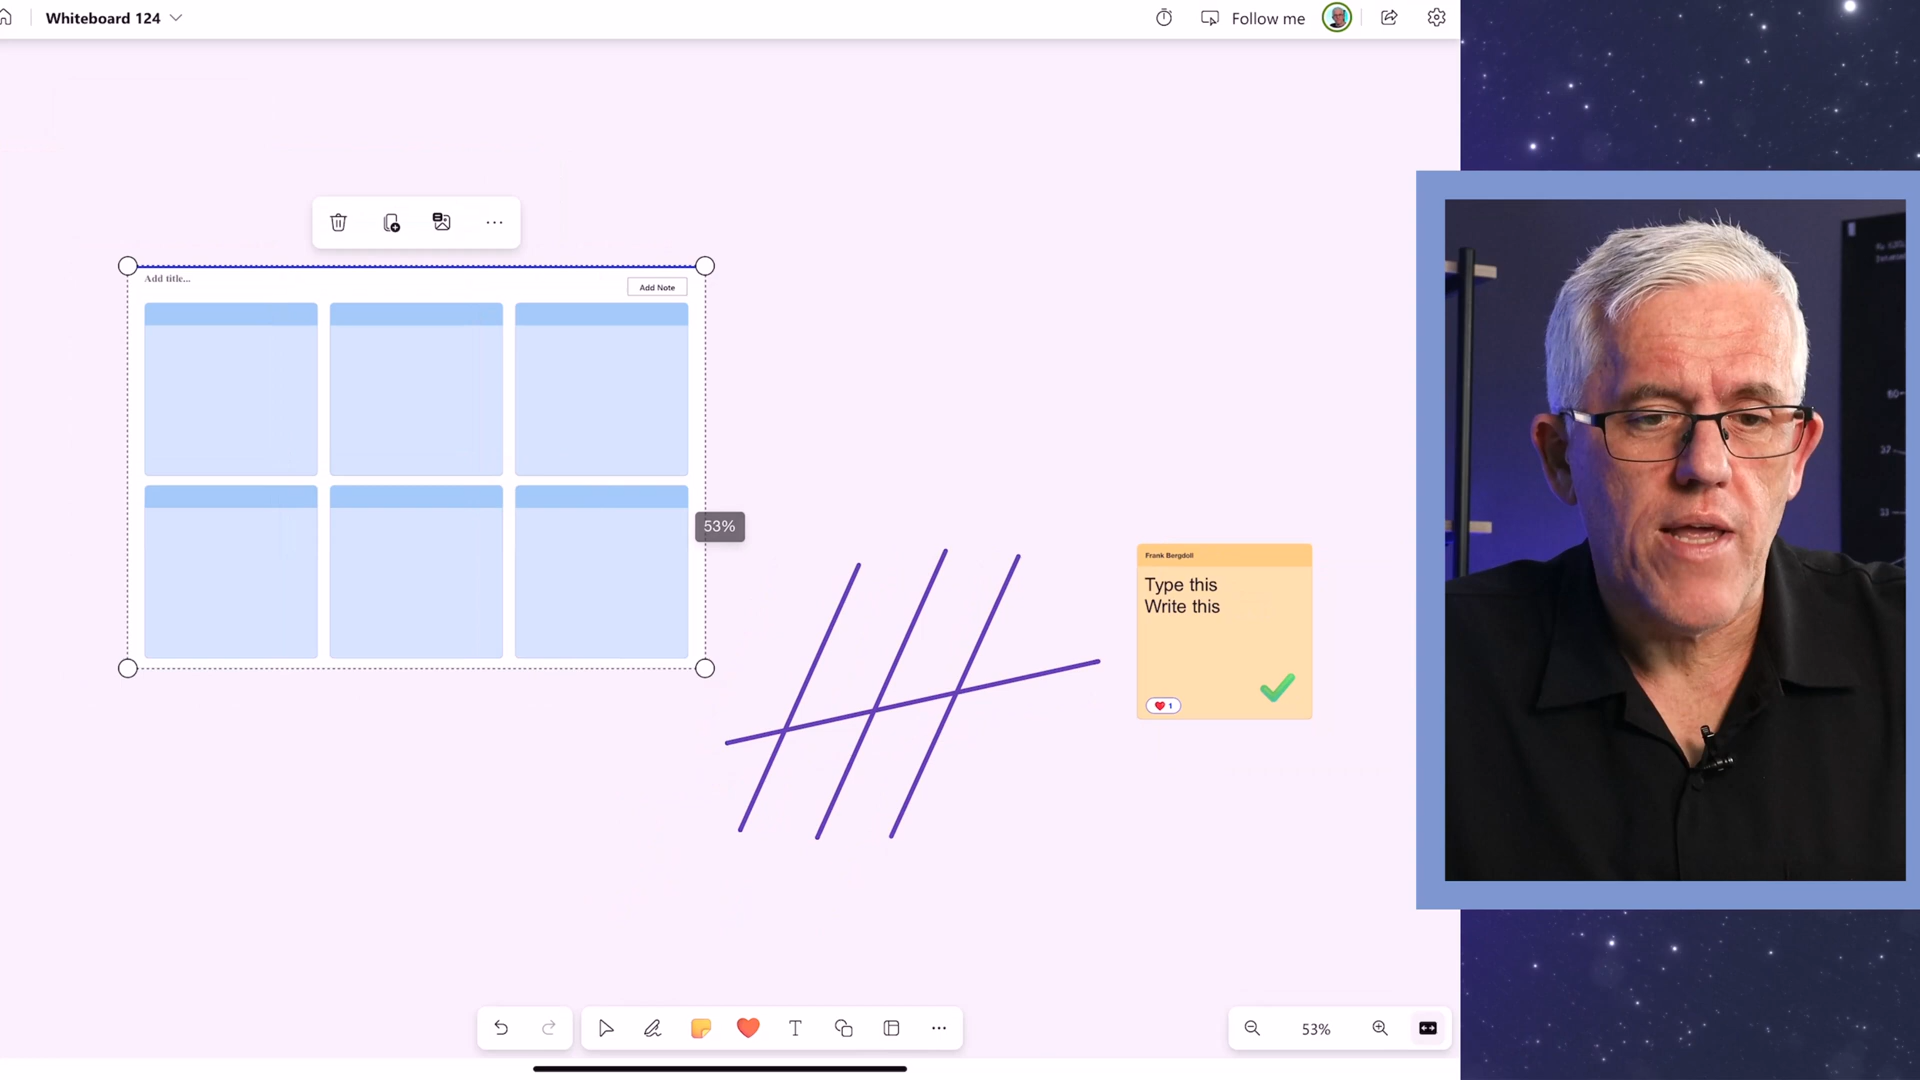 Whiteboard 124
Follow me
Add title...
Add Note
53%
Frank Bergdoll
Type this
Write this
1
T
53%